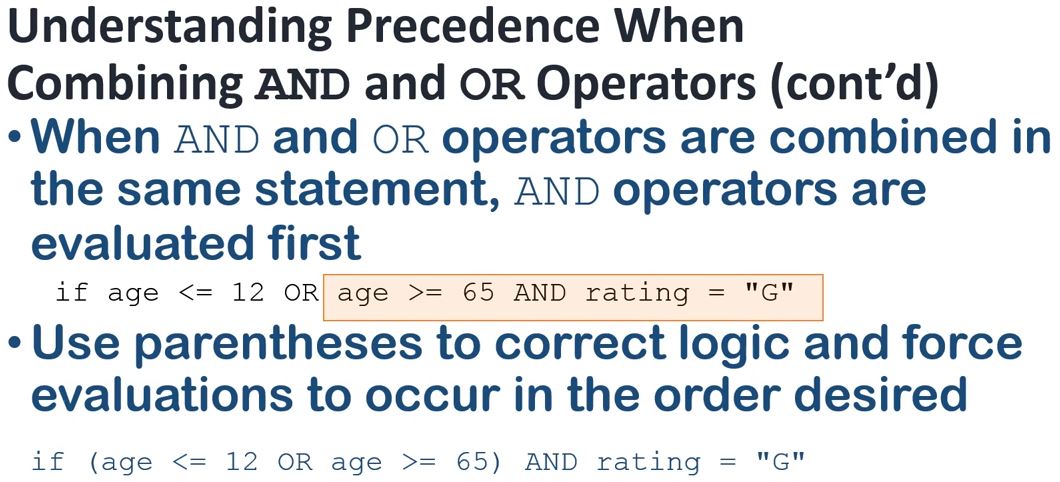 Understanding Precedence When
Combining AND and OR Operators (cont’d)
• When AND and OR operators are combined in
the same statement, AND operators are
evaluated first
if age <= 12 OR age >= 65 AND rating = "G"
• Use parentheses to correct logic and force
evaluations to occur in the order desired
if (age <= 12 OR age >= 65) AND rating = "G"